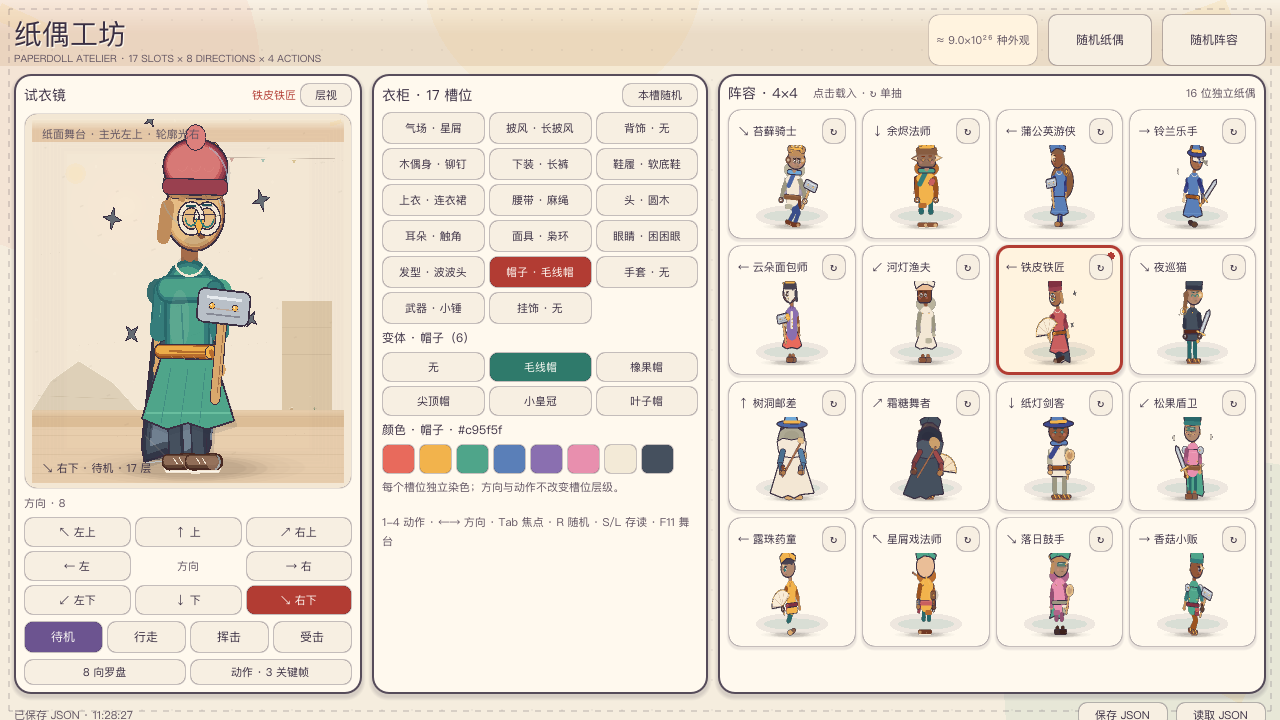 纸偶工坊
PAPERDOLL ATELIER · 17 SLOTS × 8 DIRECTIONS × 4 ACTIONS
≈ 9.0×10²⁶ 种外观
随机纸偶
随机阵容
试衣镜
铁皮铁匠
层视
纸面舞台 · 主光左上 · 轮廓光右
↘ 右下 · 待机 · 17 层
方向 · 8
↖ 左上
↑ 上
↗ 右上
← 左
方向
→ 右
↙ 左下
↓ 下
↘ 右下
待机
行走
挥击
受击
8 向罗盘
动作 · 3 关键帧
已保存 JSON · 11:28:27
衣柜 · 17 槽位
本槽随机
气场 · 星屑
披风 · 长披风
背饰 · 无
木偶身 · 铆钉
下装 · 长裤
鞋履 · 软底鞋
上衣 · 连衣裙
腰带 · 麻绳
头 · 圆木
耳朵 · 触角
面具 · 枭环
眼睛 · 困困眼
发型 · 波波头
帽子 · 毛线帽
手套 · 无
武器 · 小锤
挂饰 · 无
变体 · 帽子（6）
无
毛线帽
橡果帽
尖顶帽
小皇冠
叶子帽
颜色 · 帽子 · #c95f5f
每个槽位独立染色；方向与动作不改变槽位层级。
1–4 动作 · ←→ 方向 · Tab 焦点 · R 随机 · S/L 存读 · F11 舞
台
阵容 · 4×4
点击载入 · ↻ 单抽
16 位独立纸偶
↘ 苔藓骑士 ↻
↓ 余烬法师 ↻
← 蒲公英游侠 ↻
→ 铃兰乐手 ↻
← 云朵面包师 ↻
↙ 河灯渔夫 ↻
← 铁皮铁匠 ↻
↘ 夜巡猫 ↻
↑ 树洞邮差 ↻
↗ 霜糖舞者 ↻
↓ 纸灯剑客 ↻
↙ 松果盾卫 ↻
← 露珠药童 ↻
↖ 星屑戏法师 ↻
↘ 落日鼓手 ↻
→ 香菇小贩 ↻
保存 JSON
读取 JSON